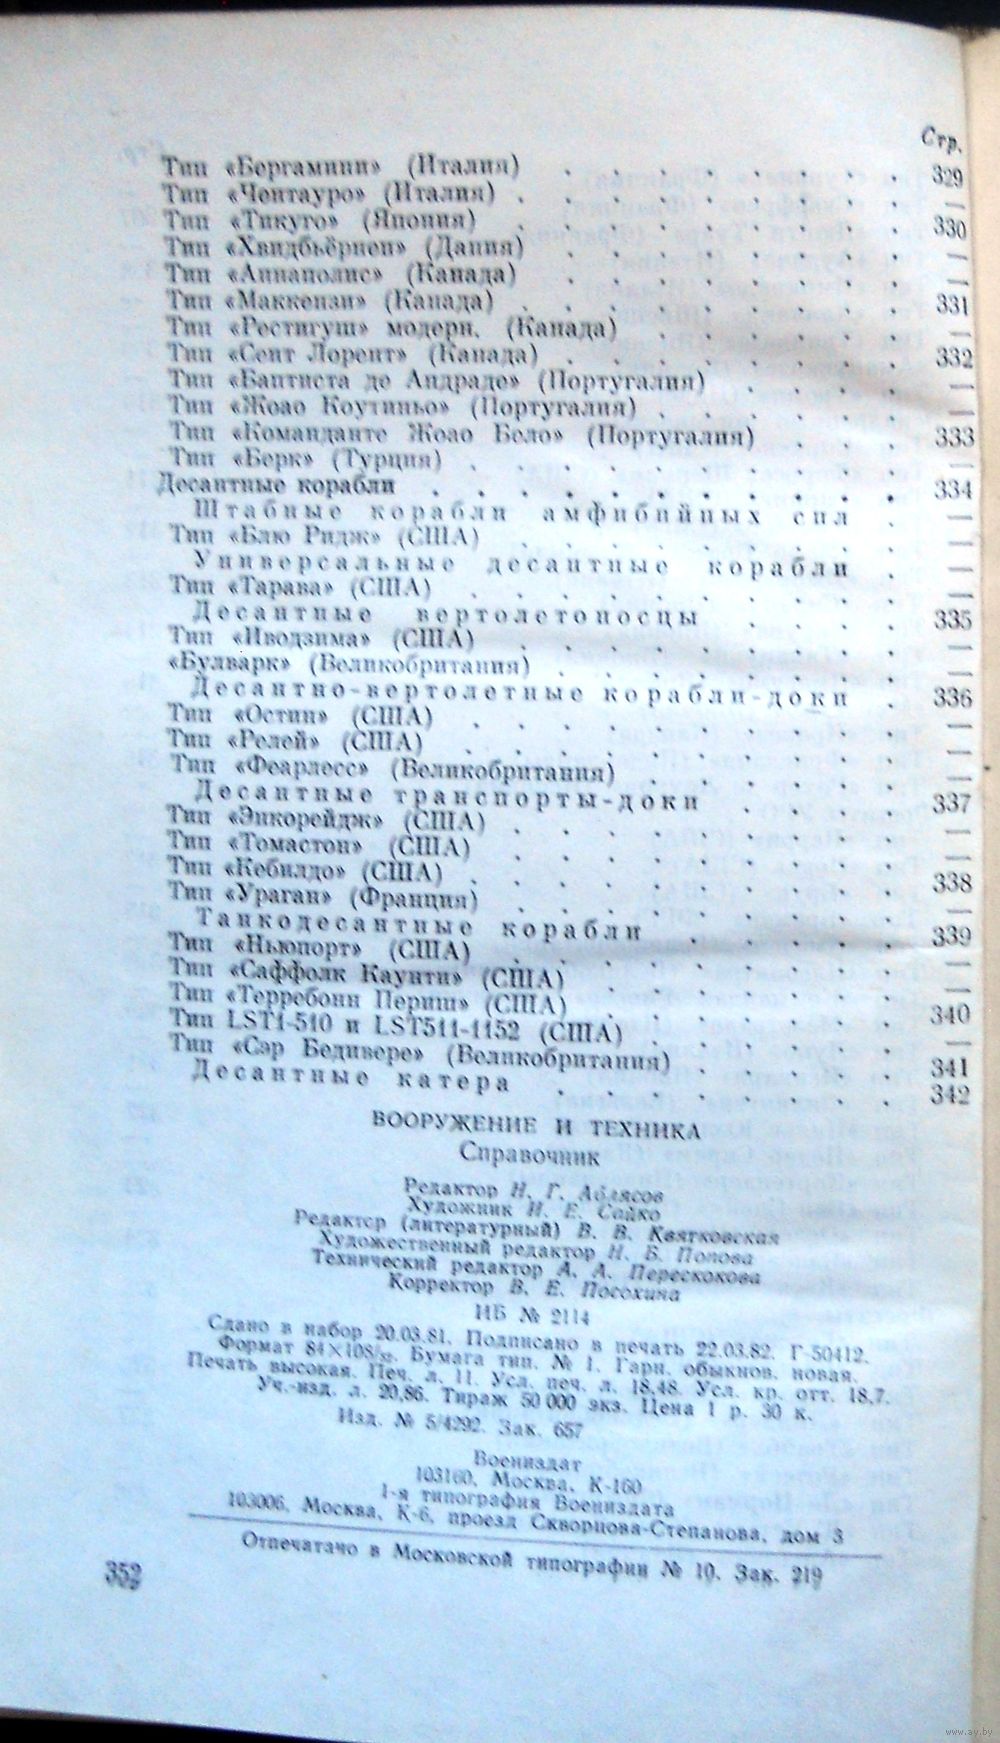 Стр.
Тип «Бергамини» (Италия) . . . . . . . . 329
Тип «Чентауро» (Италия) . . . . . . . . —
Тип «Тикуго» (Япония) . . . . . . . . 330
Тип «Хвидбьёрнен» (Дания) . . . . . . . . —
Тип «Аннаполис» (Канада) . . . . . . . . —
Тип «Маккензи» (Канада) . . . . . . . . 331
Тип «Рестигуш» модерн. (Канада) . . . . . . —
Тип «Сент Лорент» (Канада) . . . . . . . . 332
Тип «Баптиста де Андраде» (Португалия) . . . . —
Тип «Жоао Коутиньо» (Португалия) . . . . . . —
Тип «Команданте Жоао Бело» (Португалия) . . . 333
Тип «Берк» (Турция) . . . . . . . . . —
Десантные корабли . . . . . . . . . . 334
Штабные корабли амфибийных сил . —
Тип «Блю Ридж» (США) . . . . . . . . —
Универсальные десантные корабли . —
Тип «Тарава» (США) . . . . . . . . . —
Десантные вертолетоносцы . . . . 335
Тип «Иводзима» (США) . . . . . . . . —
«Булварк» (Великобритания) . . . . . . . . —
Десантно-вертолетные корабли-доки . 336
Тип «Остин» (США) . . . . . . . . . —
Тип «Релей» (США) . . . . . . . . . —
Тип «Феарлесс» (Великобритания) . . . . . . —
Десантные транспорты-доки . . . . 337
Тип «Энкорейдж» (США) . . . . . . . . —
Тип «Томастон» (США) . . . . . . . . —
Тип «Кебилдо» (США) . . . . . . . . . 338
Тип «Ураган» (Франция) . . . . . . . . —
Танкодесантные корабли . . . . . 339
Тип «Ньюпорт» (США) . . . . . . . . —
Тип «Саффолк Каунти» (США) . . . . . . . —
Тип «Терребонн Периш» (США) . . . . . . . 340
Тип LST1-510 и LST511-1152 (США) . . . . . . —
Тип «Сэр Бедивере» (Великобритания) . . . . . 341
Десантные катера . . . . . . . . 342
ВООРУЖЕНИЕ И ТЕХНИКА
Справочник
Редактор Н. Г. Аблясов
Художник Н. Е. Сайко
Редактор (литературный) В. В. Квятковская
Художественный редактор Н. Б. Попова
Технический редактор А. А. Перескокова
Корректор В. Е. Посохина
ИБ № 2114
Сдано в набор 20.03.81. Подписано в печать 22.03.82. Г-50412.
Формат 84×108/32. Бумага тип. № 1. Гарн. обыкнов. новая.
Печать высокая. Печ. л. 11. Усл. печ. л. 18,48. Усл. кр. отт. 18,7.
Уч.-изд. л. 20,86. Тираж 50 000 экз. Цена 1 р. 30 к.
Изд. № 5/4292. Зак. 657
Воениздат
103160, Москва, К-160
1-я типография Воениздата
103006, Москва, К-6, проезд Скворцова-Степанова, дом 3
Отпечатано в Московской типографии № 10. Зак. 219
352
www.ay.by